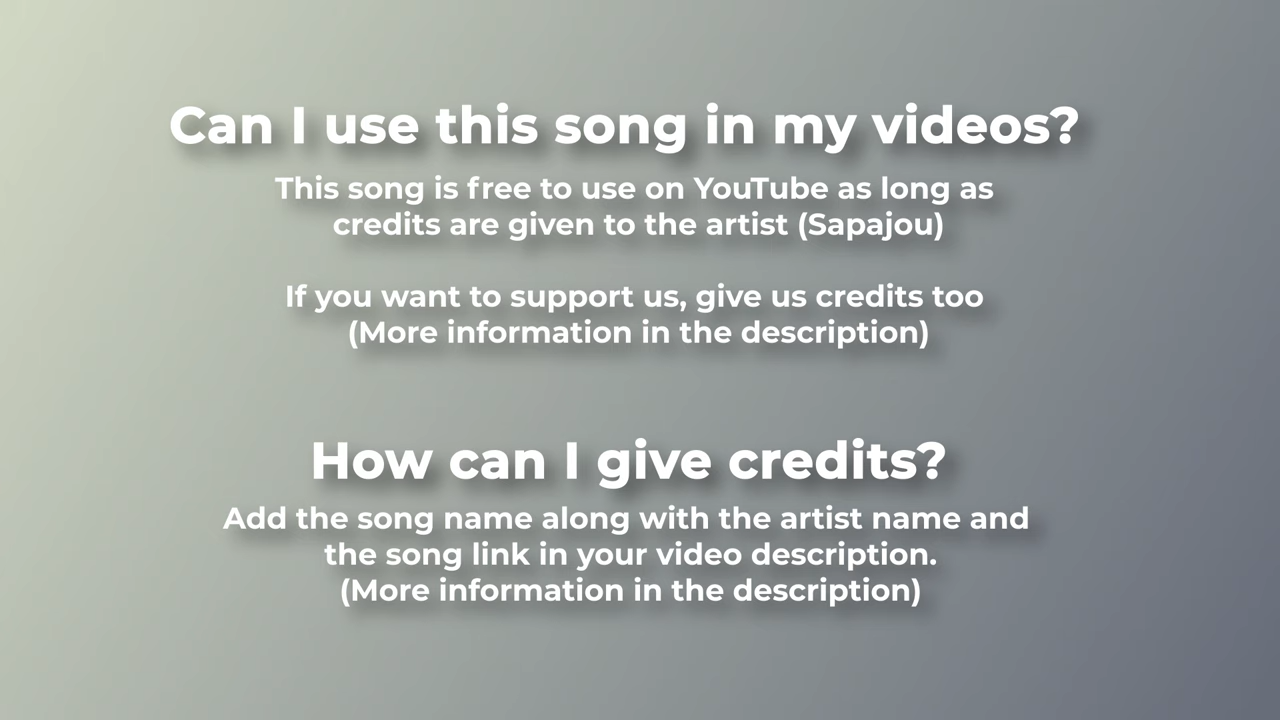 Can I use this song in my videos?
This song is free to use on YouTube as long as
credits are given to the artist (Sapajou)
If you want to support us, give us credits too
(More information in the description)
How can I give credits?
Add the song name along with the artist name and
the song link in your video description.
(More information in the description)